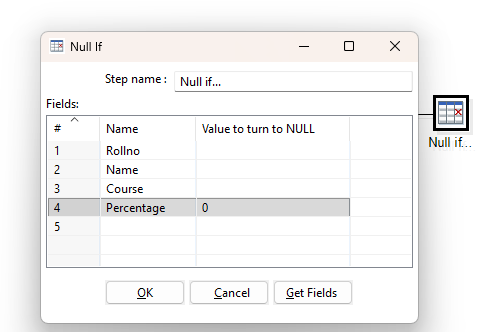 Null If
Step name : Null if...
Fields:
# Name Value to turn to NULL
1 Rollno
2 Name
3 Course
4 Percentage 0
5
OK Cancel Get Fields
Null if...